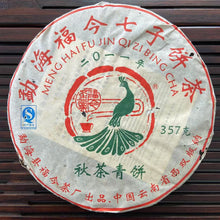 勐海福今七子饼茶
MENG HAI FU JIN QI ZI BING CHA
二〇一一年
357克
秋茶青饼
勐海县福今茶厂出品,中国云南省西双版纳